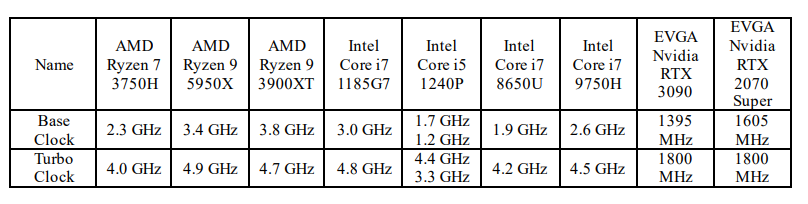 Name | AMD Ryzen 7 3750H | AMD Ryzen 9 5950X | AMD Ryzen 9 3900XT | Intel Core i7 1185G7 | Intel Core i5 1240P | Intel Core i7 8650U | Intel Core i7 9750H | EVGA Nvidia RTX 3090 | EVGA Nvidia RTX 2070 Super
Base Clock | 2.3 GHz | 3.4 GHz | 3.8 GHz | 3.0 GHz | 1.7 GHz 1.2 GHz | 1.9 GHz | 2.6 GHz | 1395 MHz | 1605 MHz
Turbo Clock | 4.0 GHz | 4.9 GHz | 4.7 GHz | 4.8 GHz | 4.4 GHz 3.3 GHz | 4.2 GHz | 4.5 GHz | 1800 MHz | 1800 MHz